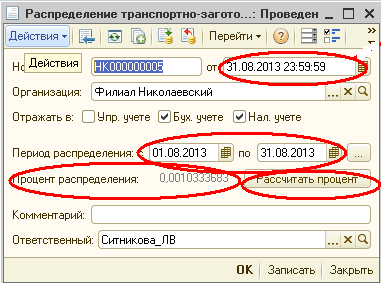 Распределение транспортно-загото...: Проведен
Действия Перейти
Но Действия НК000000005 от 31.08.2013 23:59:59
Организация: Филиал Николаевский ... x
Отражать в: Упр. учете Бух. учете Нал. учете
Период распределения: с 01.08.2013 по 31.08.2013 ...
Процент распределения: 0,0010333683 Рассчитать процент
Комментарий:
Ответственный: Ситникова_ЛВ ... x
OK Записать Закрыть